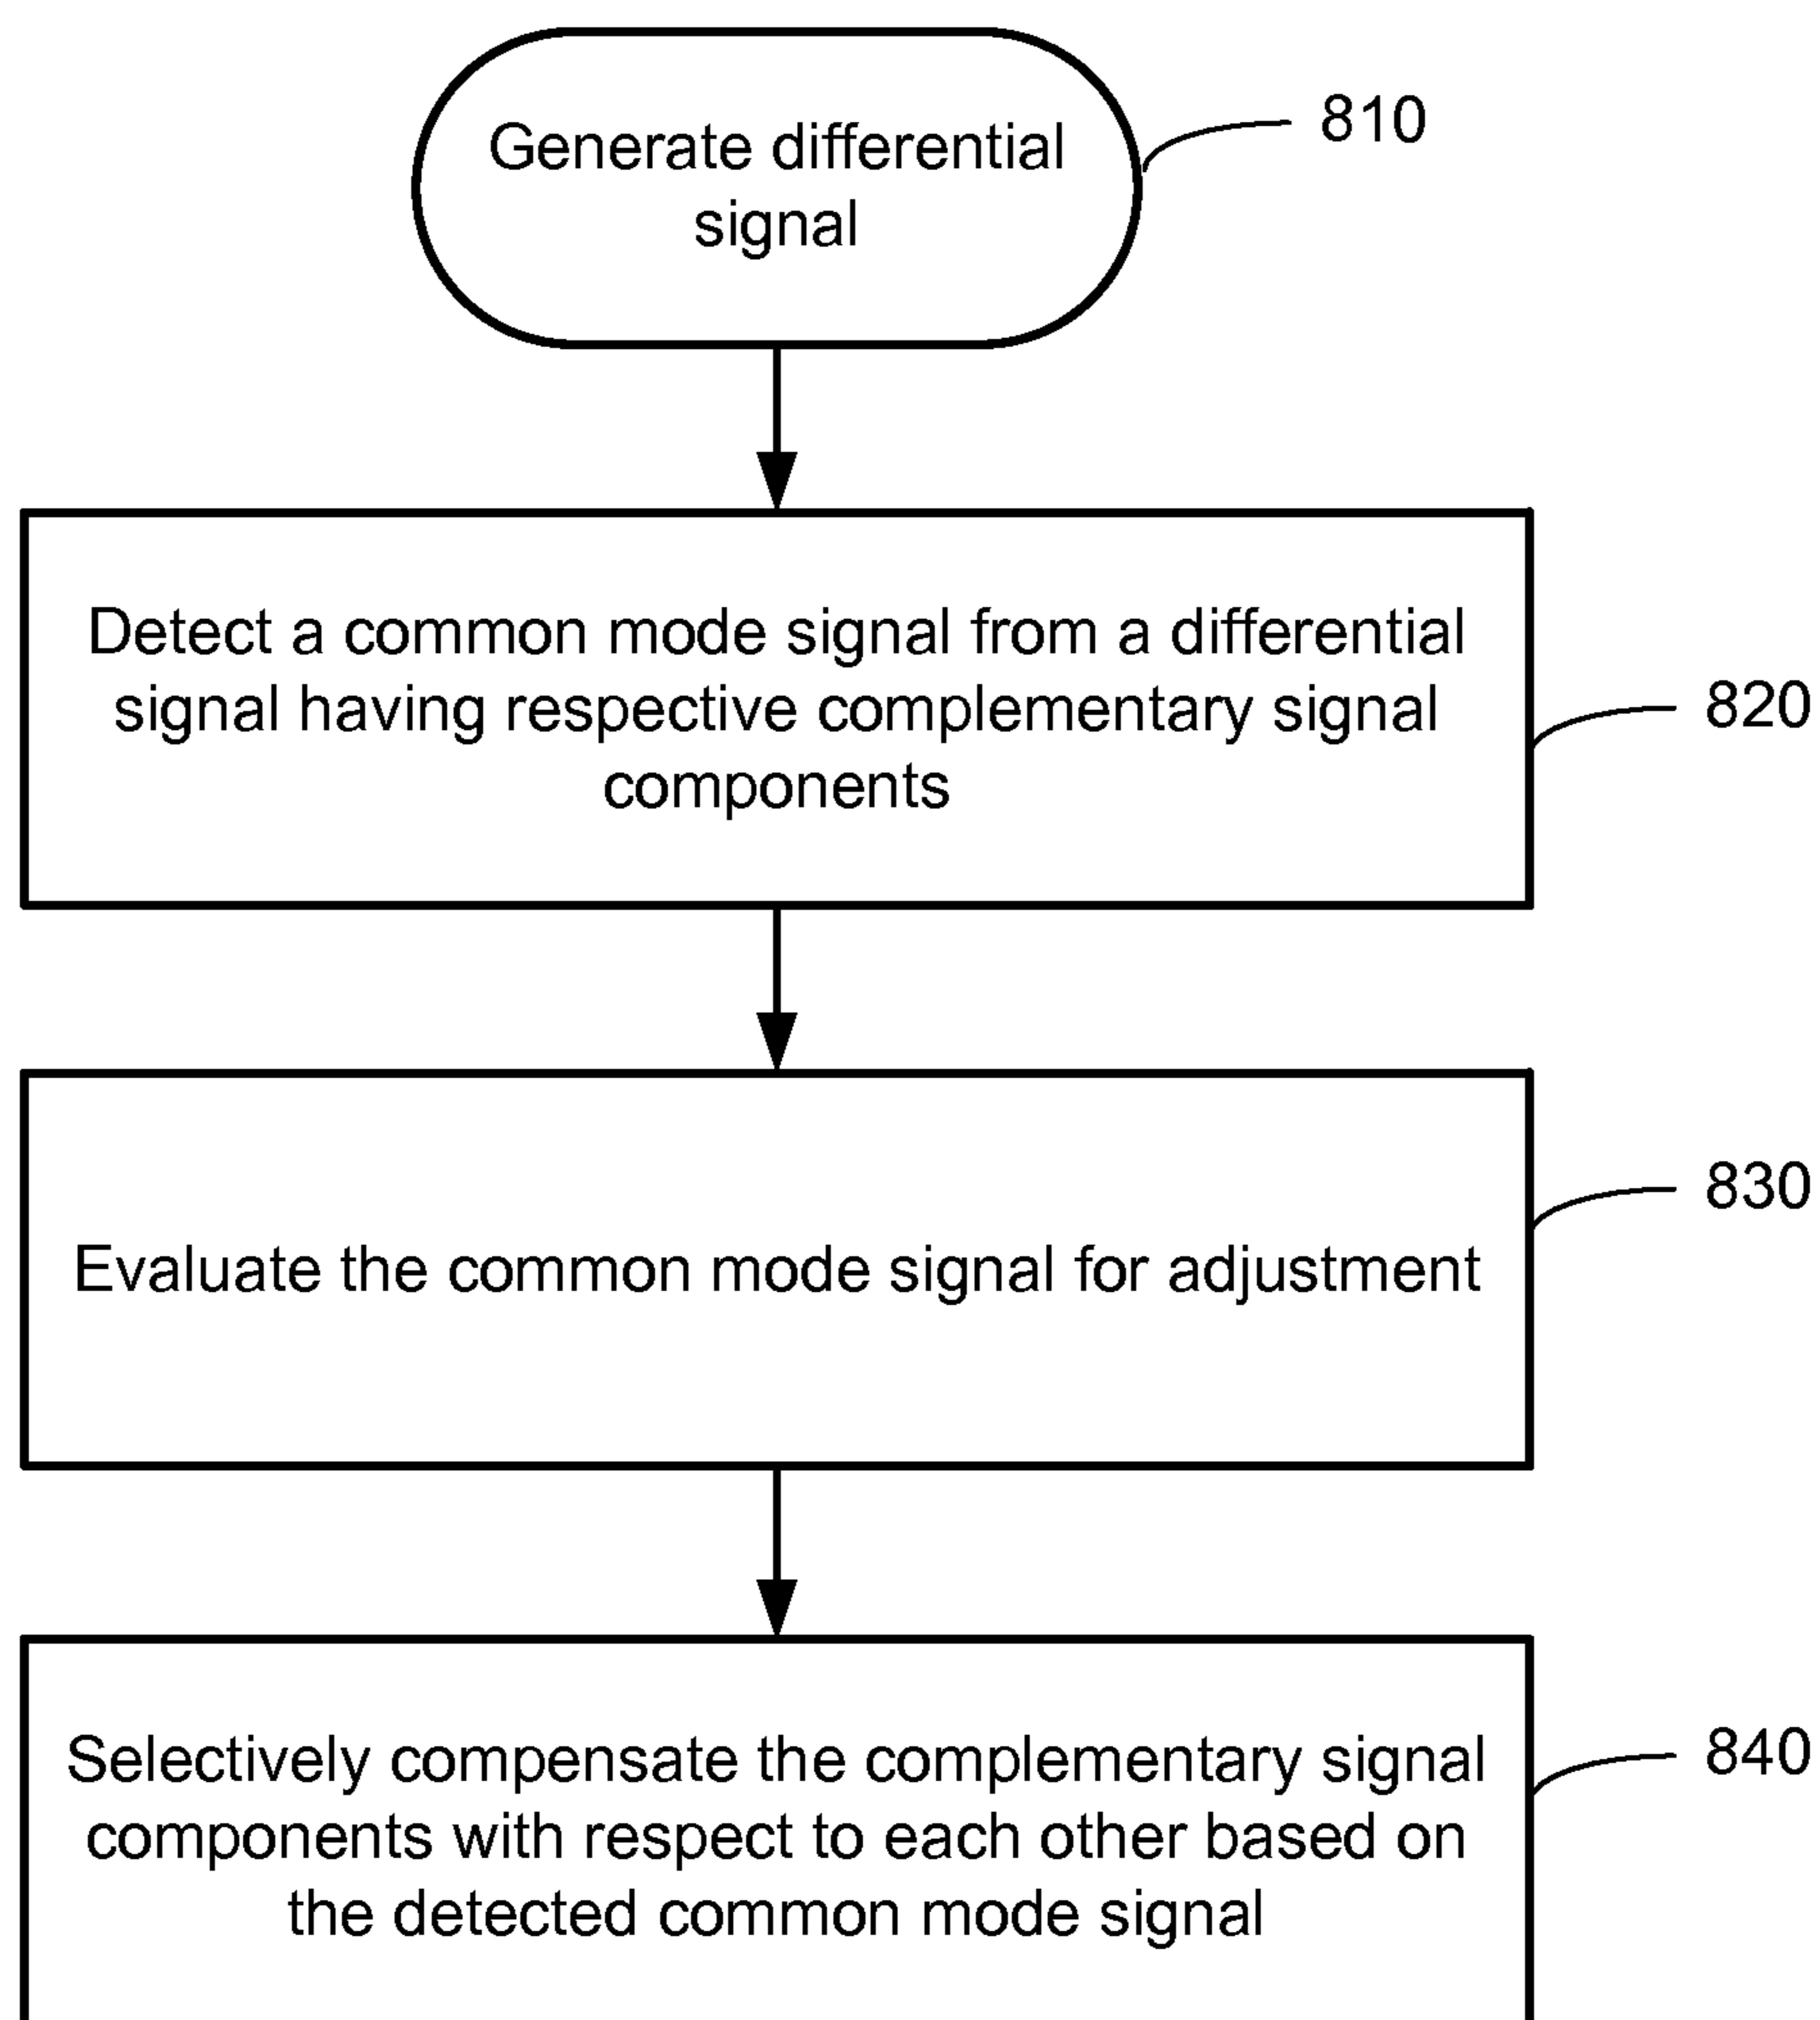 Generate differential
signal
810
Detect a common mode signal from a differential
signal having respective complementary signal
components
820
Evaluate the common mode signal for adjustment
830
Selectively compensate the complementary signal
components with respect to each other based on
the detected common mode signal
840